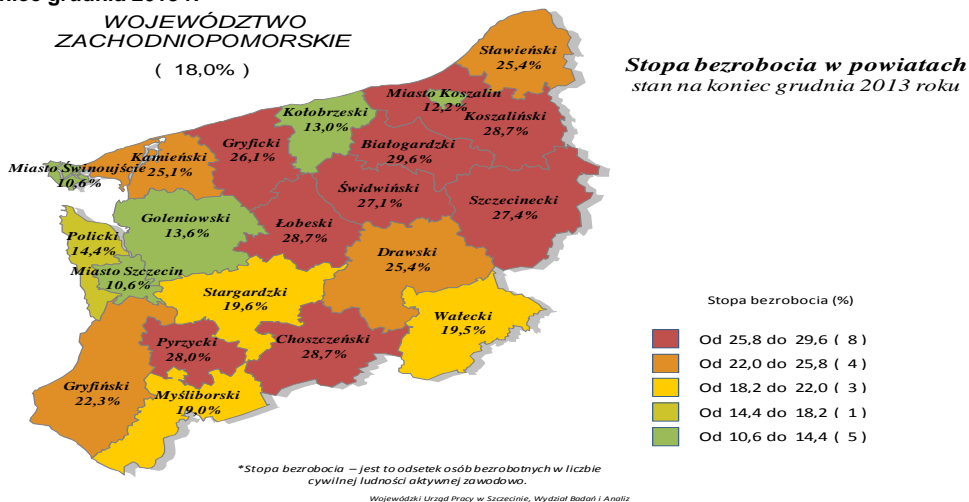 WOJEWÓDZTWO
ZACHODNIOPOMORSKIE
( 18,0% )
Stopa bezrobocia w powiatach
stan na koniec grudnia 2013 roku
Sławieński
25,4%
Miasto Koszalin
12,2%
Kołobrzeski
13,0%
Koszaliński
28,7%
Gryficki
26,1%
Białogardzki
29,6%
Kamieński
25,1%
Miasto Świnoujście
10,6%
Świdwiński
27,1%
Szczecinecki
27,4%
Goleniowski
13,6%
Łobeski
28,7%
Policki
14,4%
Drawski
25,4%
Miasto Szczecin
10,6%
Stargardzki
19,6%
Wałecki
19,5%
Pyrzycki
28,0%
Choszczeński
28,7%
Gryfiński
22,3%
Myśliborski
19,0%
Stopa bezrobocia (%)
Od 25,8 do 29,6 ( 8)
Od 22,0 do 25,8 ( 4)
Od 18,2 do 22,0 ( 3)
Od 14,4 do 18,2 ( 1)
Od 10,6 do 14,4 ( 5)
*Stopa bezrobocia – jest to odsetek osób bezrobotnych w liczbie
cywilnej ludności aktywnej zawodowo.
Wojewódzki Urząd Pracy w Szczecinie, Wydział Badań i Analiz